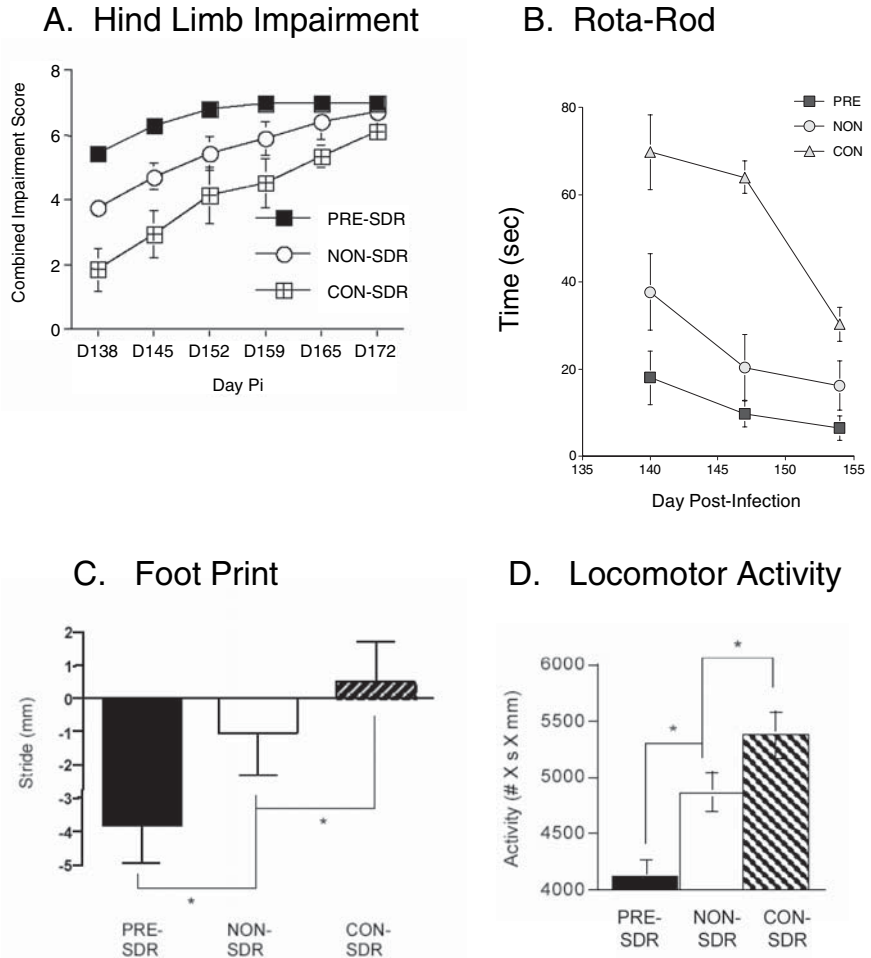 A. Hind Limb Impairment
Combined Impairment Score
8
6
4
2
0
PRE-SDR
NON-SDR
CON-SDR
D138 D145 D152 D159 D165 D172
Day Pi
B. Rota-Rod
PRE
NON
CON
Time (sec)
80
60
40
20
0
135 140 145 150 155
Day Post-Infection
C. Foot Print
Stride (mm)
2
1
0
-1
-2
-3
-4
-5
*
*
PRE-
SDR
NON-
SDR
CON-
SDR
D. Locomotor Activity
Activity (# X s X mm)
6000
5500
5000
4500
4000
*
*
PRE-
SDR
NON-
SDR
CON-
SDR